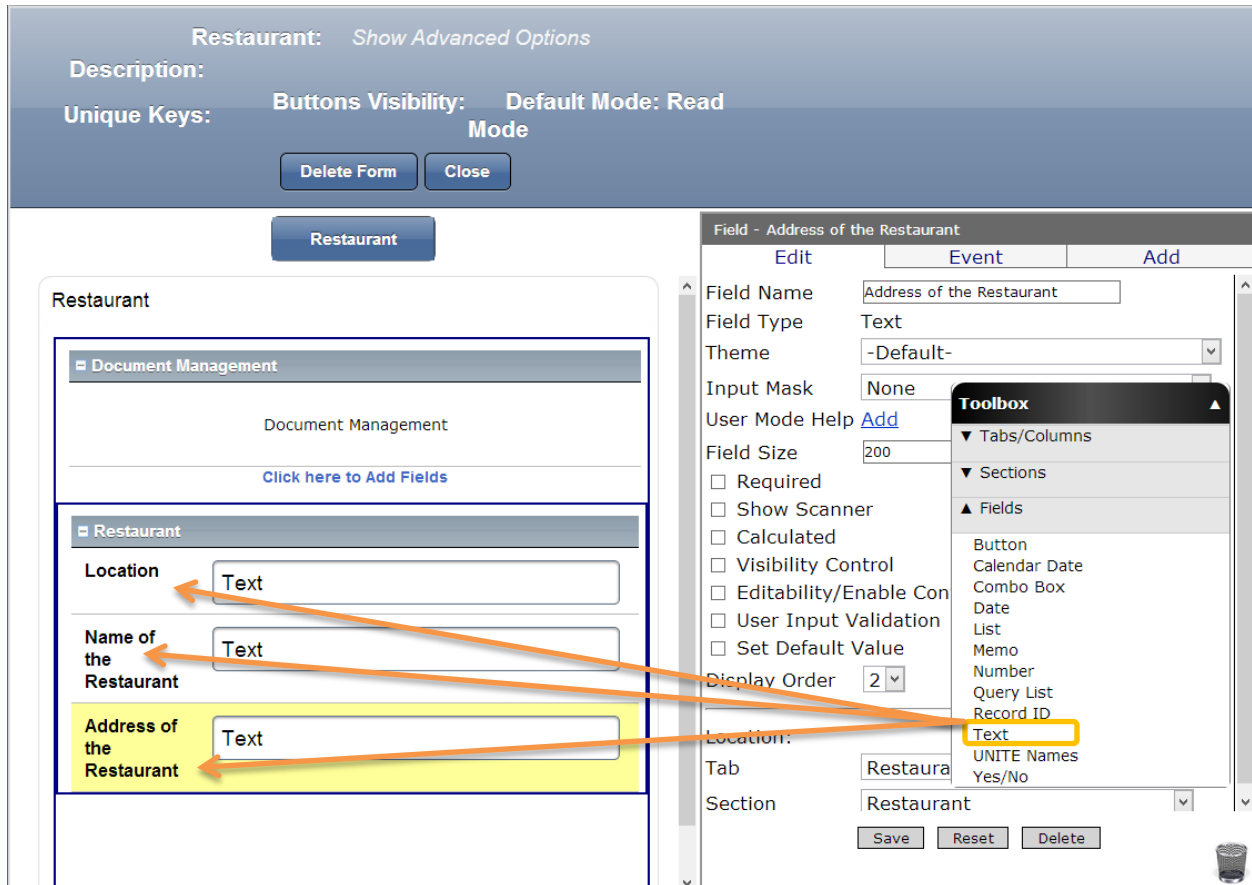 Restaurant: Show Advanced Options
Description:
Unique Keys: Buttons Visibility: Default Mode: Read
Mode
Delete Form Close
Restaurant
Restaurant
Document Management
Document Management
Click here to Add Fields
Restaurant
Location Text
Name of
the
Restaurant
Text
Address of
the
Restaurant
Text
Field - Address of the Restaurant
Edit Event Add
Field Name Address of the Restaurant
Field Type Text
Theme -Default-
Input Mask None
User Mode Help Add
Field Size 200
Required
Show Scanner
Calculated
Visibility Control
Editability/Enable Con
User Input Validation
Set Default Value
Display Order 2
Location:
Tab Restaura
Section Restaurant
Save Reset Delete
Toolbox ▲
▼ Tabs/Columns
▼ Sections
▲ Fields
Button
Calendar Date
Combo Box
Date
List
Memo
Number
Query List
Record ID
Text
UNITE Names
Yes/No